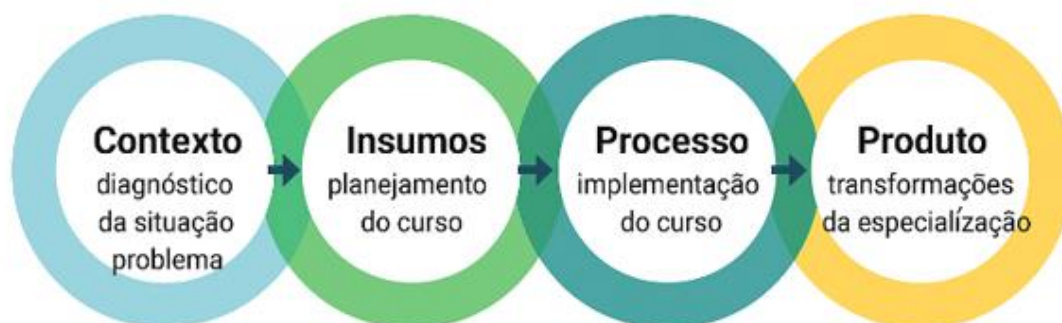 Contexto
diagnóstico
da situação
problema
Insumos
planejamento
do curso
Processo
implementação
do curso
Produto
transformações
da especialização